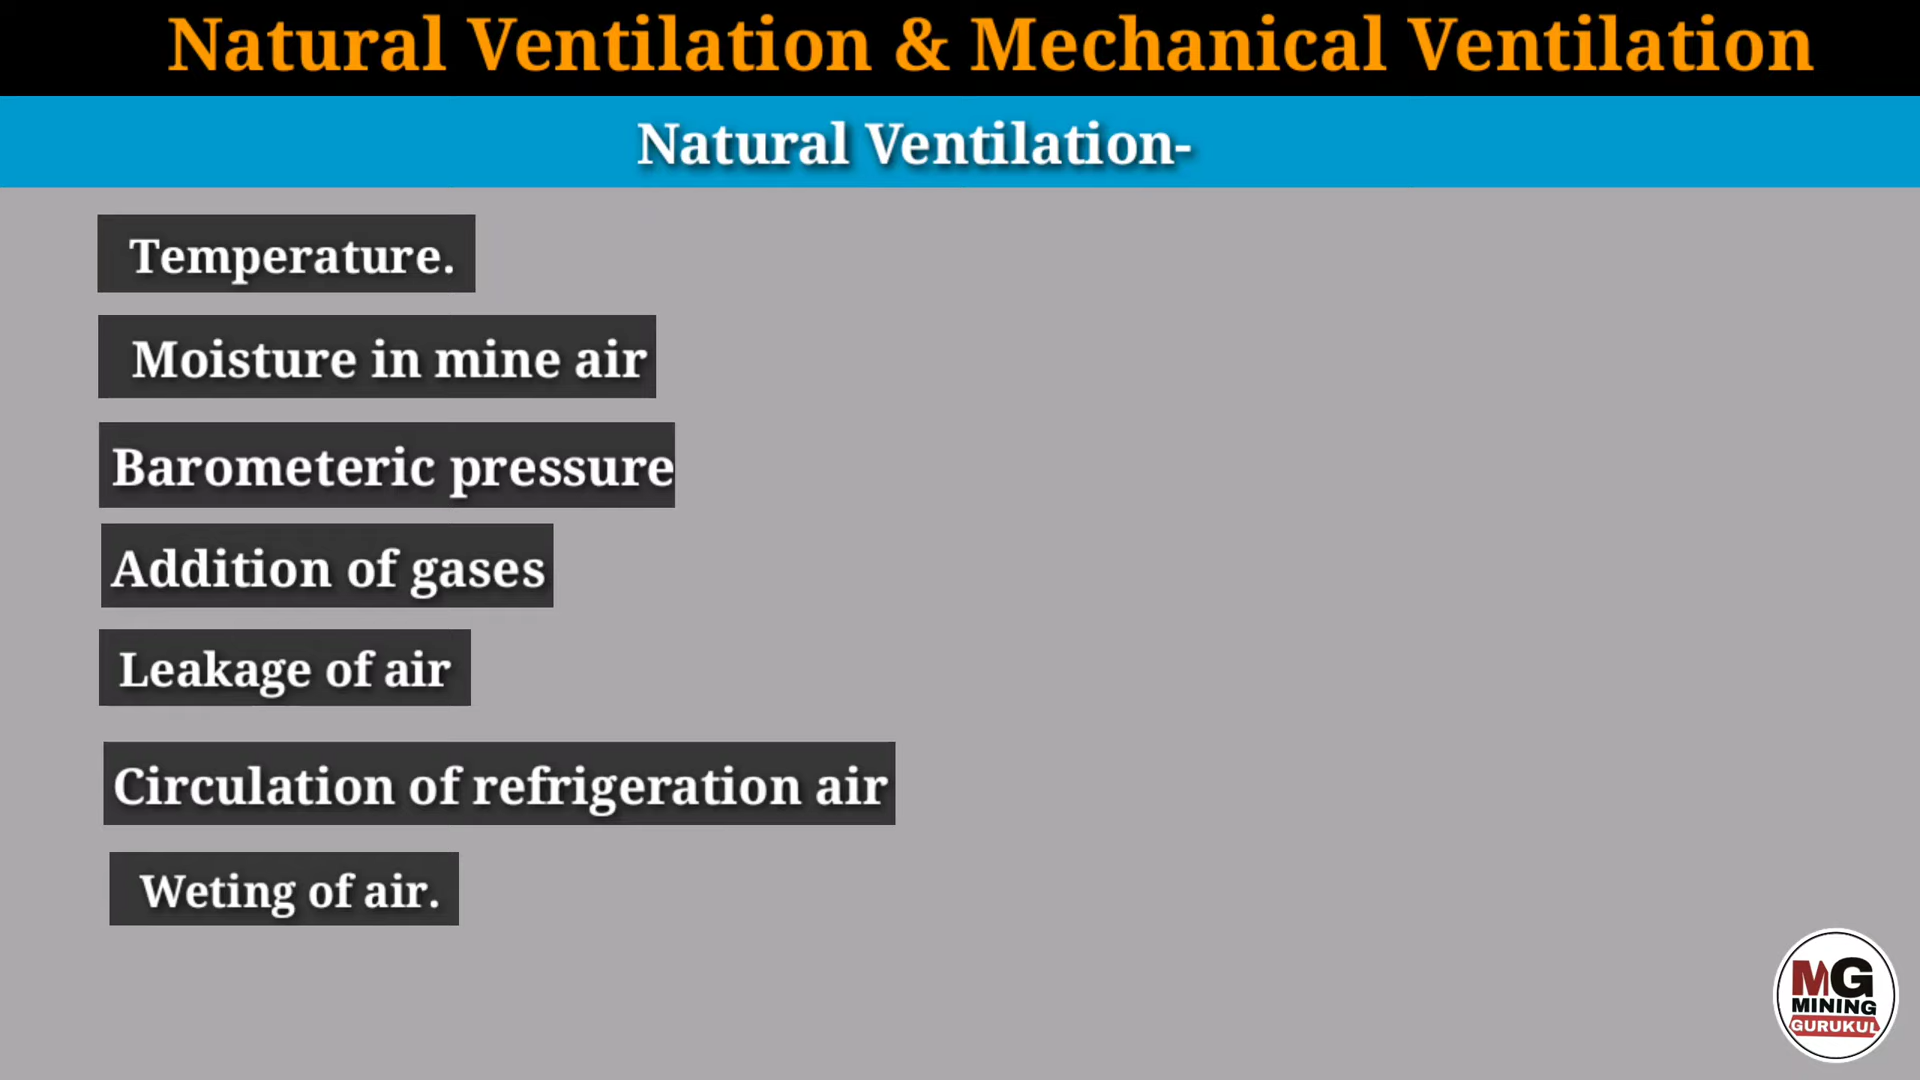 Natural Ventilation & Mechanical Ventilation
Natural Ventilation-
Temperature.
Moisture in mine air
Barometeric pressure
Addition of gases
Leakage of air
Circulation of refrigeration air
Weting of air.
MG
MINING
GURUKUL